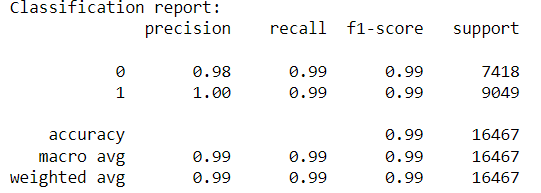 Classification report:
precision recall f1-score support
0 0.98 0.99 0.99 7418
1 1.00 0.99 0.99 9049
accuracy 0.99 16467
macro avg 0.99 0.99 0.99 16467
weighted avg 0.99 0.99 0.99 16467